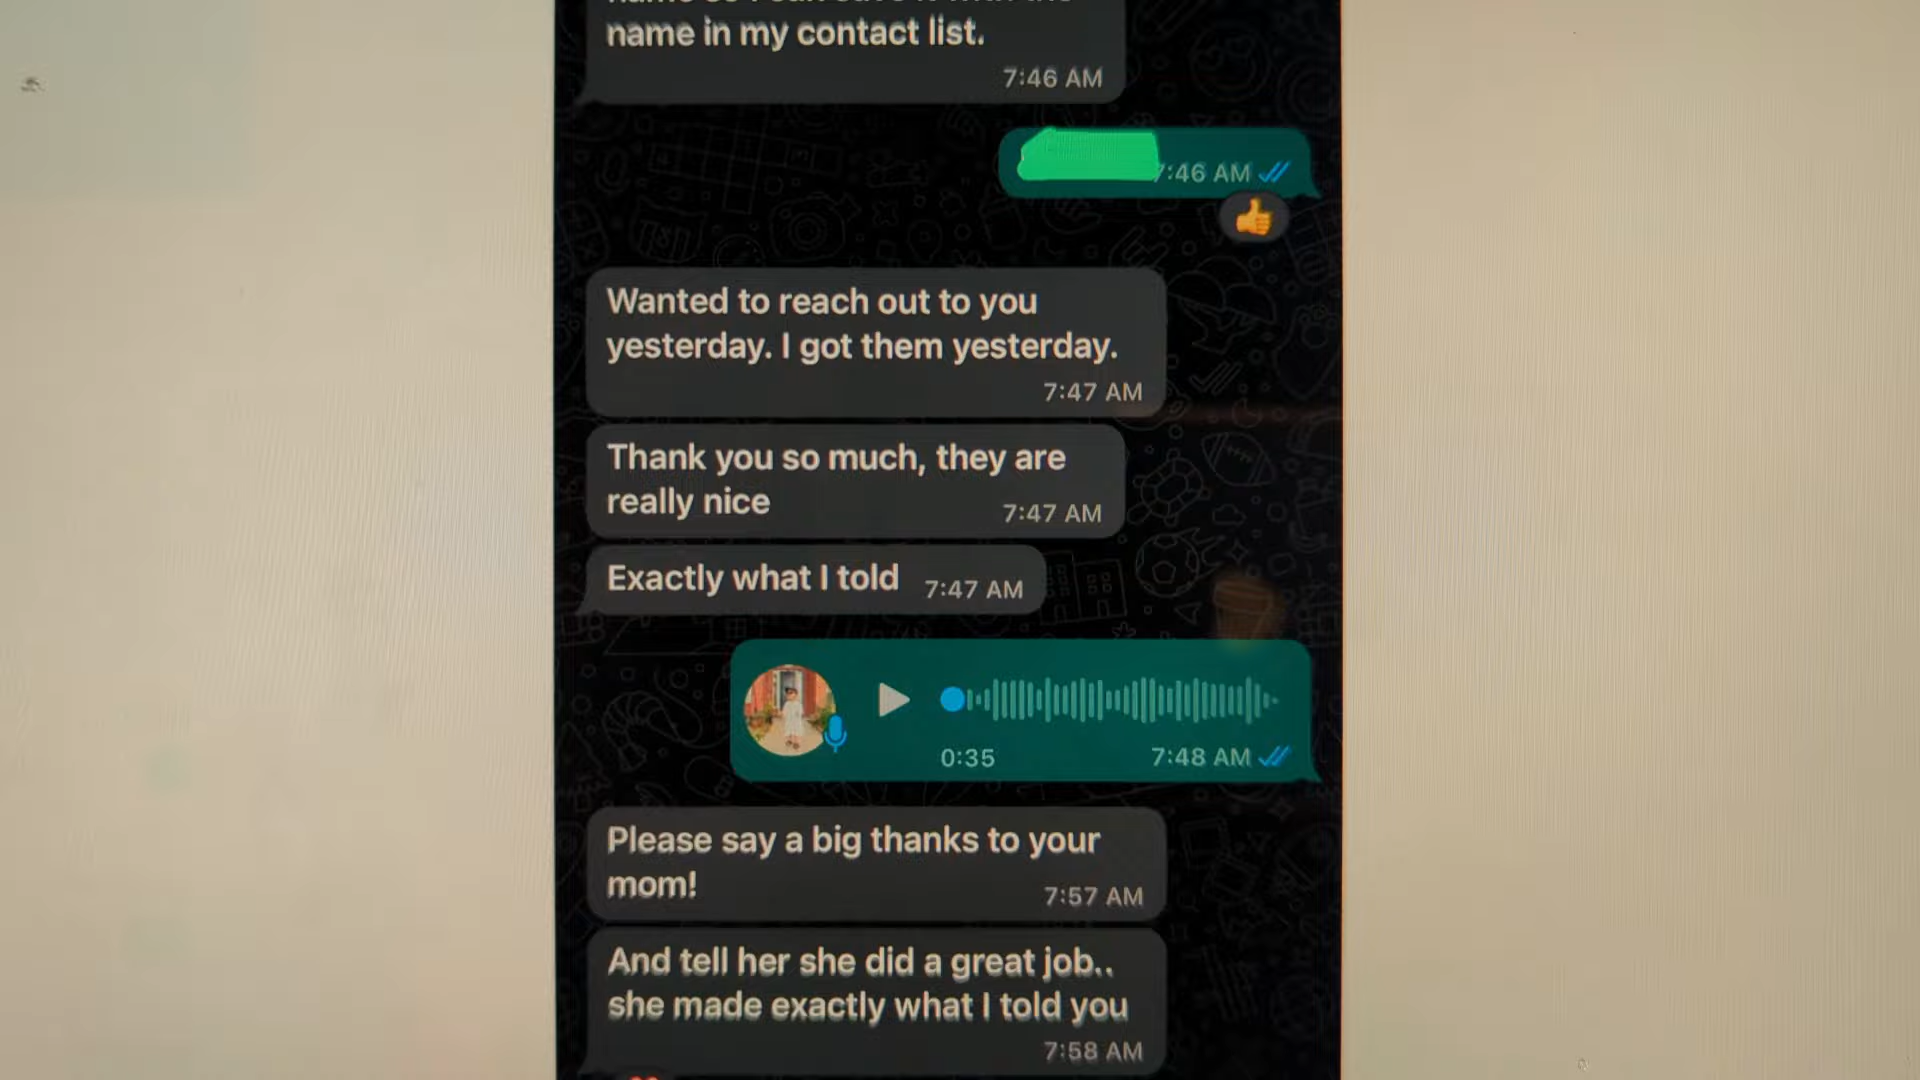 name in my contact list.
7:46 AM
:46 AM
Wanted to reach out to you
yesterday. I got them yesterday.
7:47 AM
Thank you so much, they are
really nice
7:47 AM
Exactly what I told
7:47 AM
0:35
7:48 AM
Please say a big thanks to your
mom!
7:57 AM
And tell her she did a great job..
she made exactly what I told you
7:58 AM